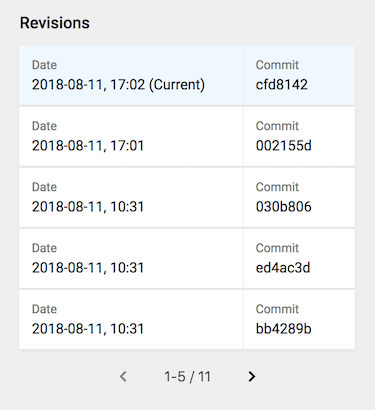 Revisions
Date Commit
2018-08-11, 17:02 (Current) cfd8142
Date Commit
2018-08-11, 17:01 002155d
Date Commit
2018-08-11, 10:31 030b806
Date Commit
2018-08-11, 10:31 ed4ac3d
Date Commit
2018-08-11, 10:31 bb4289b
1-5 / 11